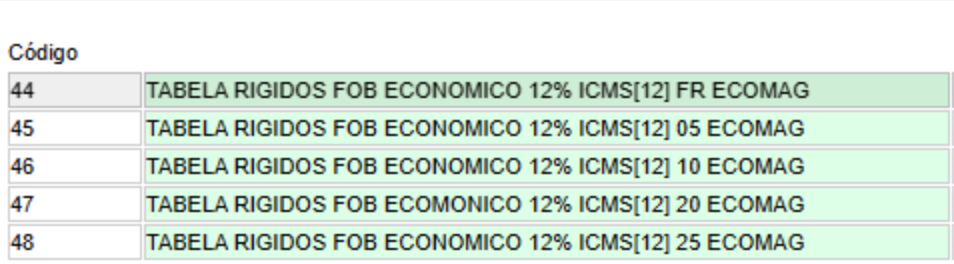 Código
44 TABELA RIGIDOS FOB ECONOMICO 12% ICMS[12] FR ECOMAG
45 TABELA RIGIDOS FOB ECONOMICO 12% ICMS[12] 05 ECOMAG
46 TABELA RIGIDOS FOB ECONOMICO 12% ICMS[12] 10 ECOMAG
47 TABELA RIGIDOS FOB ECOMONICO 12% ICMS[12] 20 ECOMAG
48 TABELA RIGIDOS FOB ECONOMICO 12% ICMS[12] 25 ECOMAG